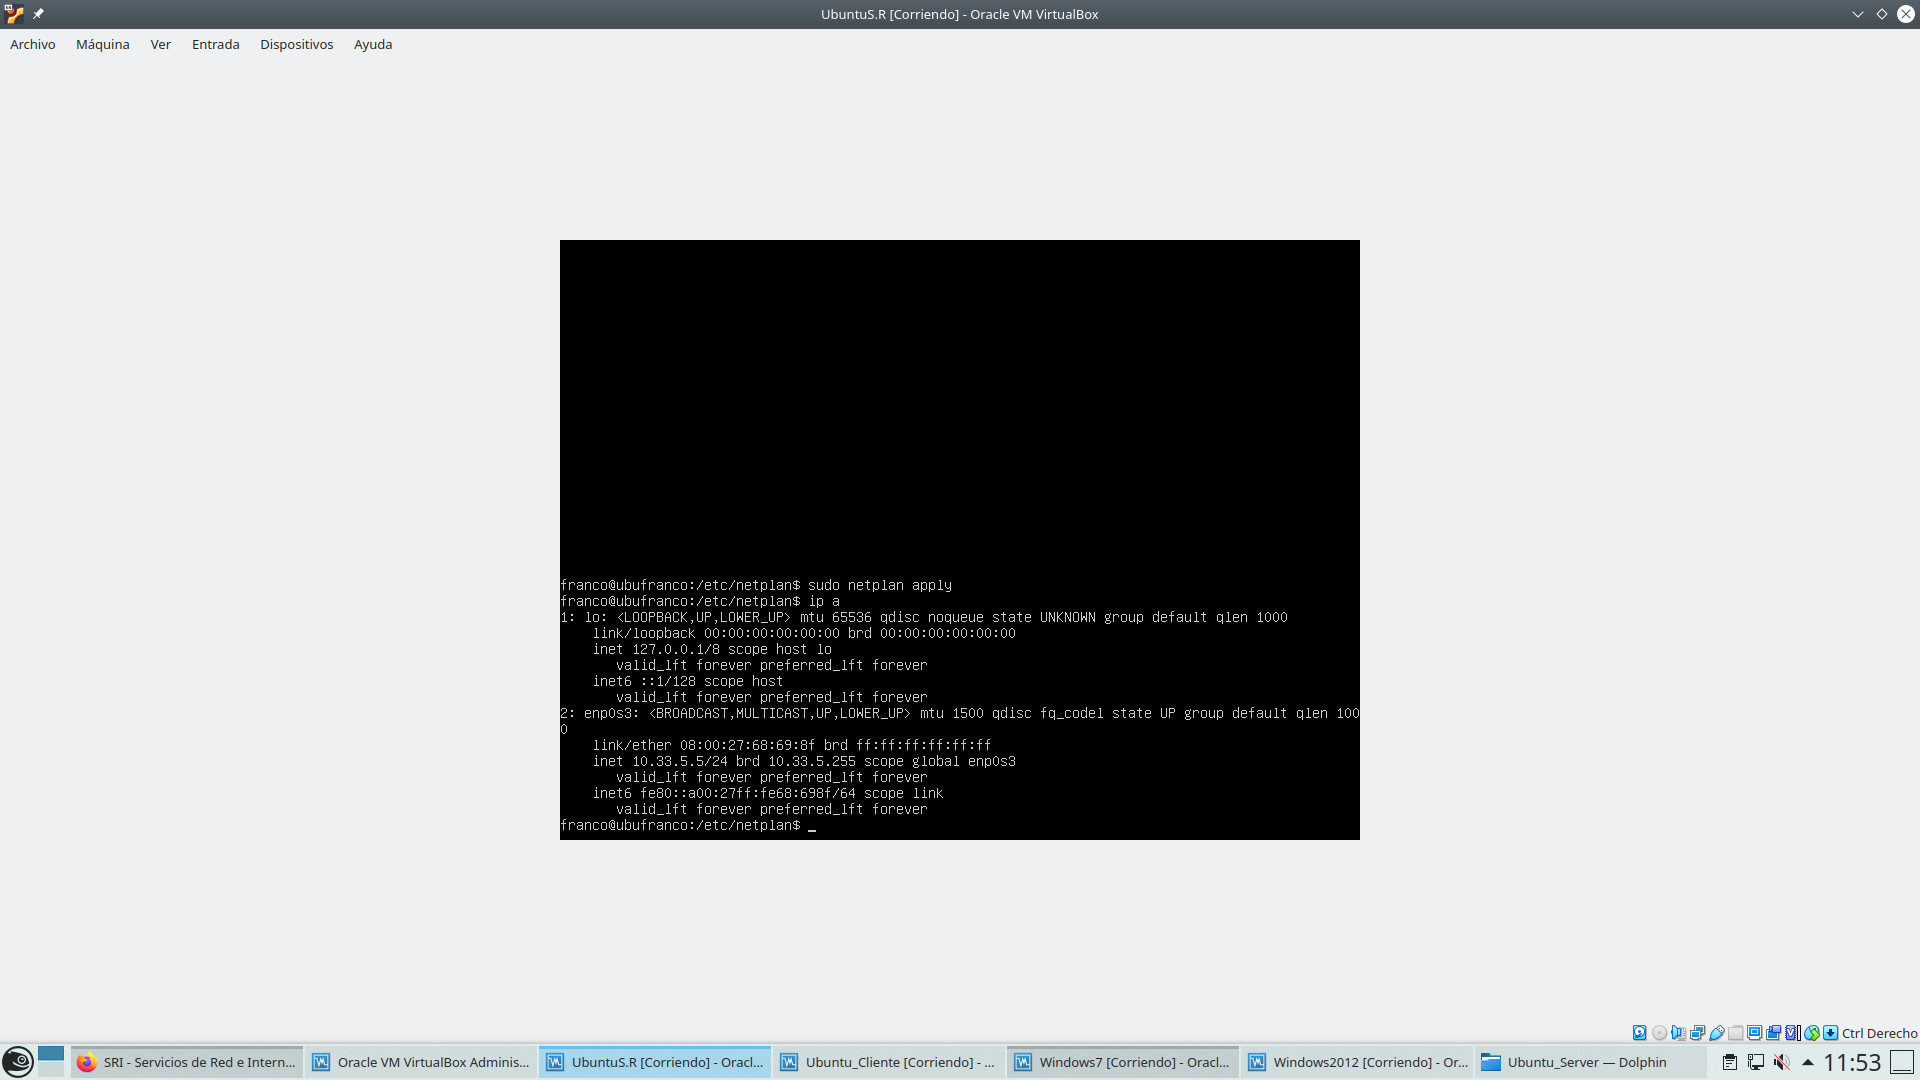 UbuntuS.R [Corriendo] - Oracle VM VirtualBox
Archivo Máquina Ver Entrada Dispositivos Ayuda
franco@ubufranco:/etc/netplan$ sudo netplan apply
franco@ubufranco:/etc/netplan$ ip a
1: lo: <LOOPBACK,UP,LOWER_UP> mtu 65536 qdisc noqueue state UNKNOWN group default qlen 1000
    link/loopback 00:00:00:00:00:00 brd 00:00:00:00:00:00
    inet 127.0.0.1/8 scope host lo
       valid_lft forever preferred_lft forever
    inet6 ::1/128 scope host
       valid_lft forever preferred_lft forever
2: enp0s3: <BROADCAST,MULTICAST,UP,LOWER_UP> mtu 1500 qdisc fq_codel state UP group default qlen 100
0
    link/ether 08:00:27:68:69:8f brd ff:ff:ff:ff:ff:ff
    inet 10.33.5.5/24 brd 10.33.5.255 scope global enp0s3
       valid_lft forever preferred_lft forever
    inet6 fe80::a00:27ff:fe68:698f/64 scope link
       valid_lft forever preferred_lft forever
franco@ubufranco:/etc/netplan$ _
Ctrl Derecho
SRI - Servicios de Red e Intern... Oracle VM VirtualBox Adminis... UbuntuS.R [Corriendo] - Oracl... Ubuntu_Cliente [Corriendo] - ... Windows7 [Corriendo] - Oracl... Windows2012 [Corriendo] - Or... Ubuntu_Server — Dolphin 11:53